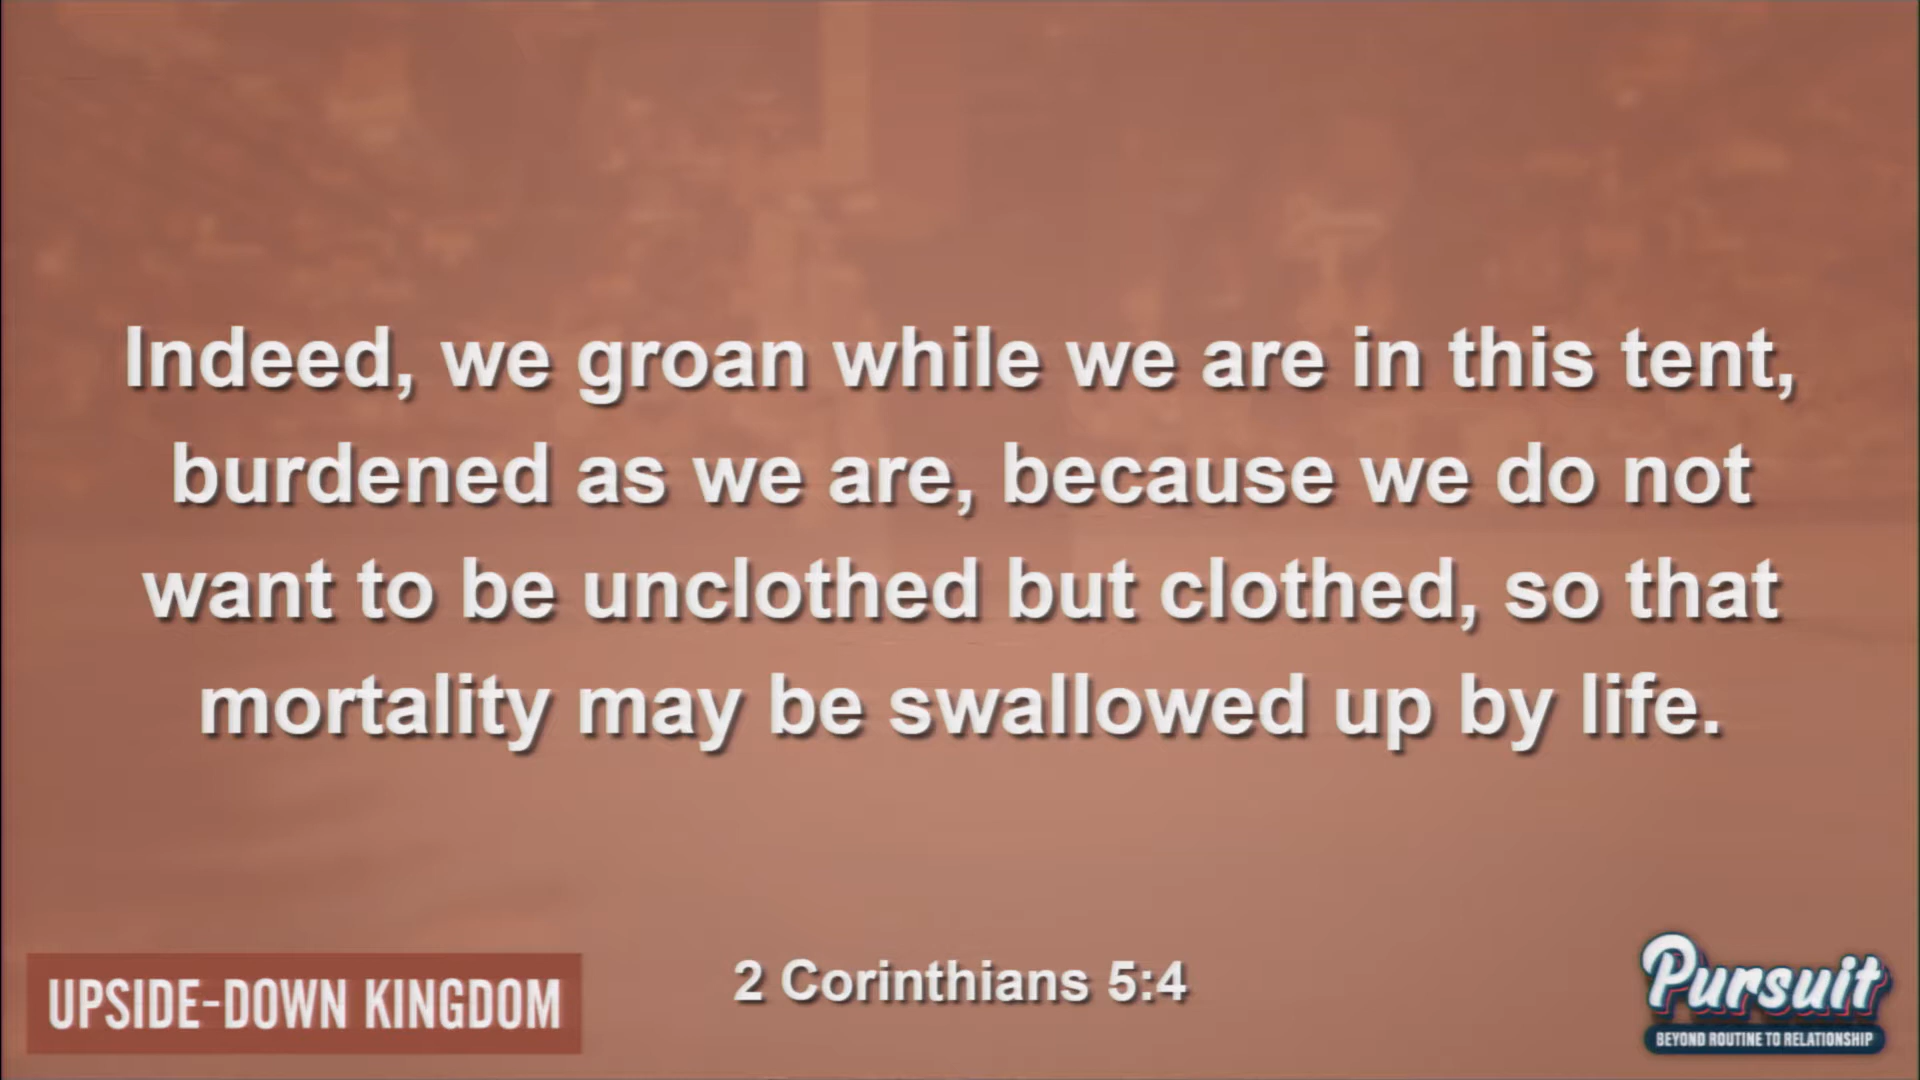 Indeed, we groan while we are in this tent,
burdened as we are, because we do not
want to be unclothed but clothed, so that
mortality may be swallowed up by life.
UPSIDE-DOWN KINGDOM
2 Corinthians 5:4
Pursuit
BEYOND ROUTINE TO RELATIONSHIP